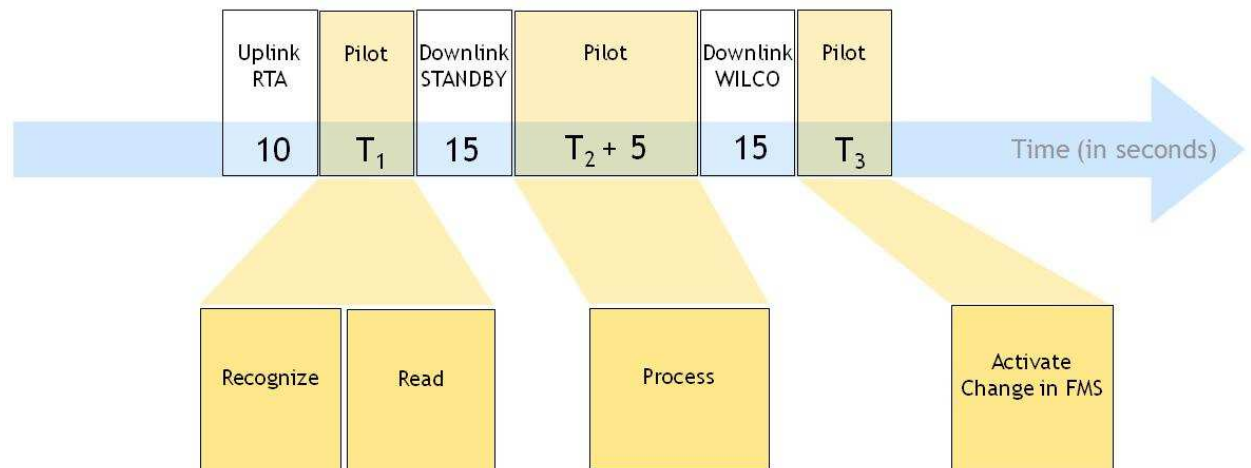 Uplink
RTA
Pilot
Downlink
STANDBY
Pilot
Downlink
WILCO
Pilot
10
T₁
15
T₂ + 5
15
T₃
Time (in seconds)
Recognize
Read
Process
Activate
Change in FMS